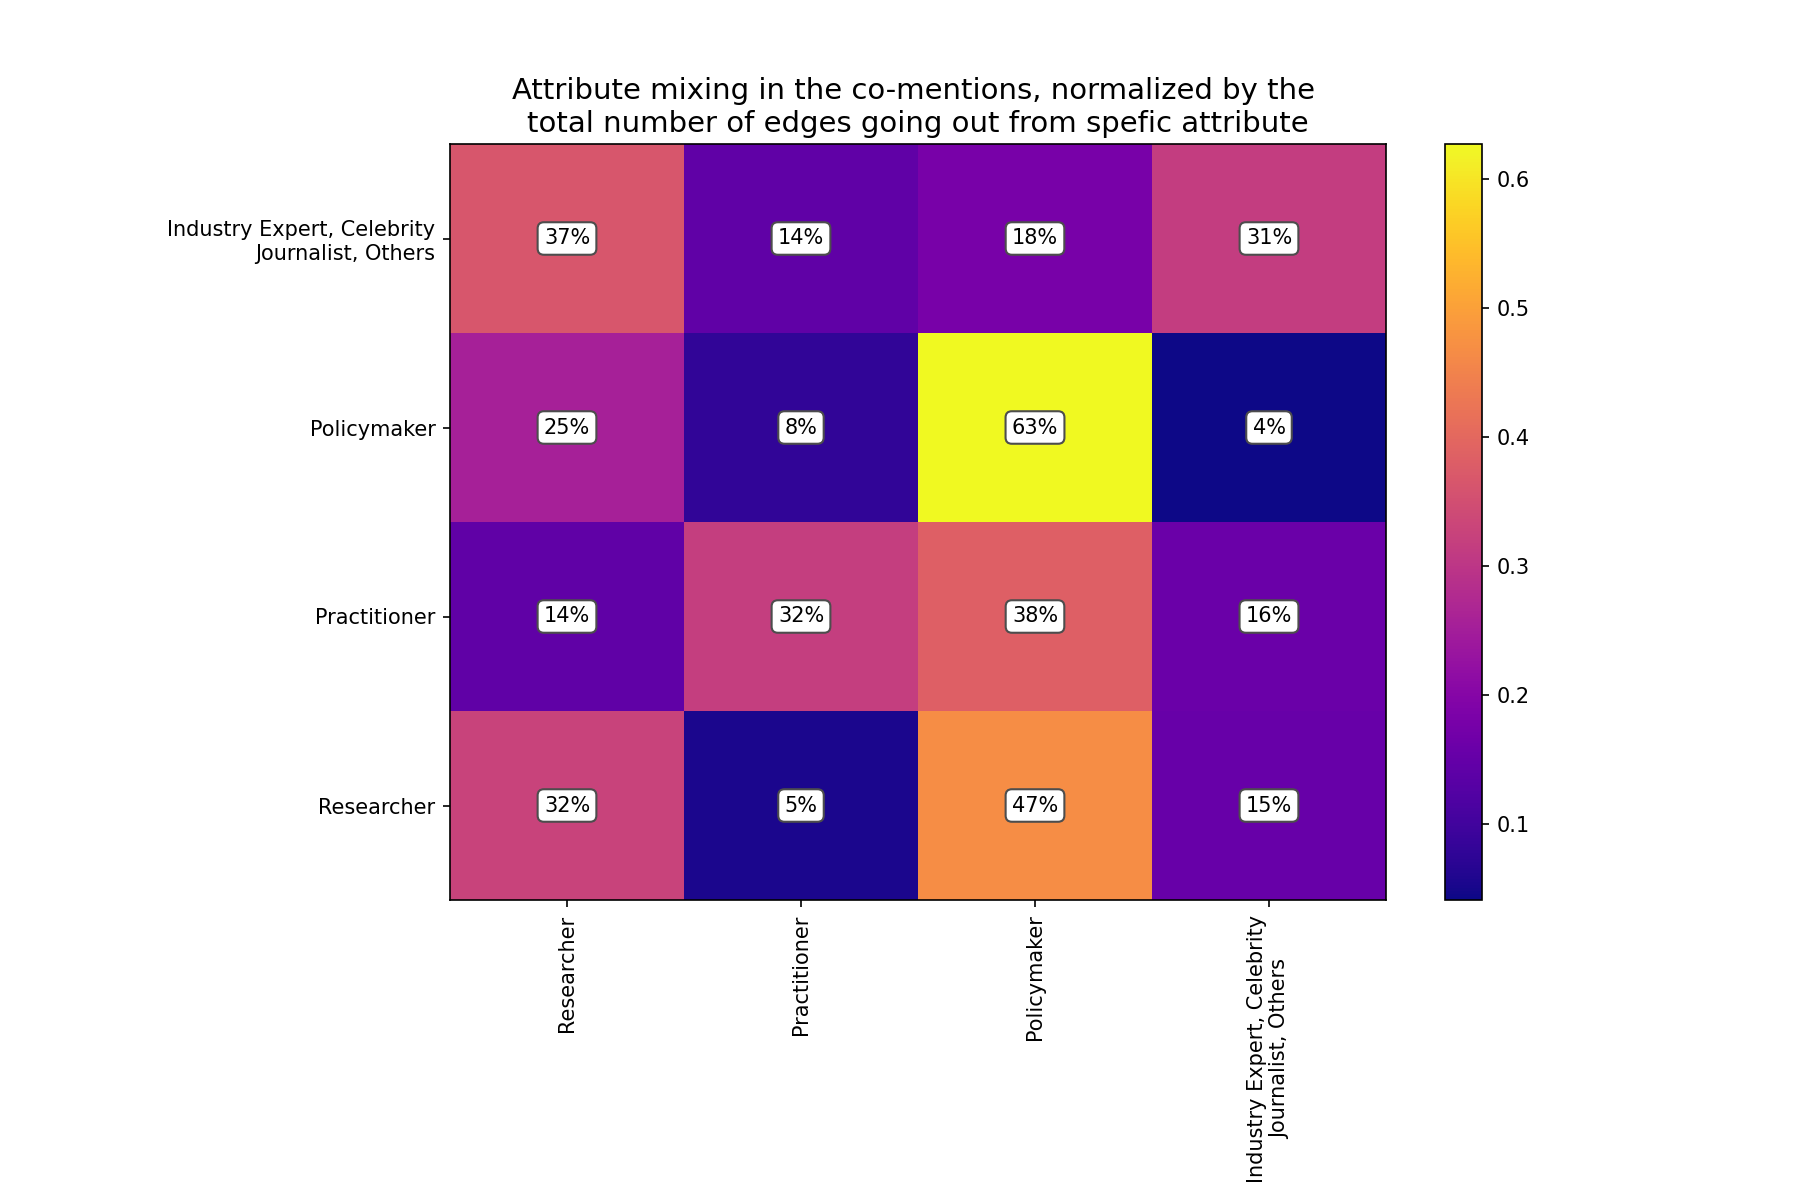 Attribute mixing in the co-mentions, normalized by the
total number of edges going out from spefic attribute
Industry Expert, Celebrity
Journalist, Others
37%
14%
18%
31%
Policymaker
25%
8%
63%
4%
Practitioner
14%
32%
38%
16%
Researcher
32%
5%
47%
15%
Researcher
Practitioner
Policymaker
Industry Expert, Celebrity
Journalist, Others
0.6
0.5
0.4
0.3
0.2
0.1